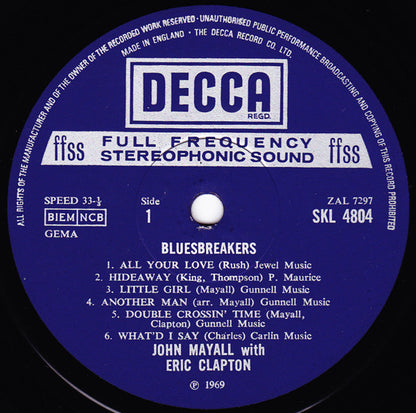 ALL RIGHTS OF THE MANUFACTURER AND OF THE OWNER OF THE RECORDED WORK RESERVED · UNAUTHORISED PUBLIC PERFORMANCE BROADCASTING AND COPYING OF THIS RECORD PROHIBITED
MADE IN ENGLAND · THE DECCA RECORD CO. LTD.
DECCA
REGD.
ffss FULL FREQUENCY ffss
STEREOPHONIC SOUND
SPEED 33-⅓ Side ZAL 7297
BIEM NCB 1 SKL 4804
GEMA
BLUESBREAKERS
1. ALL YOUR LOVE (Rush) Jewel Music
2. HIDEAWAY (King, Thompson) P. Maurice
3. LITTLE GIRL (Mayall) Gunnell Music
4. ANOTHER MAN (arr. Mayall) Gunnell Music
5. DOUBLE CROSSIN' TIME (Mayall,
Clapton) Gunnell Music
6. WHAT'D I SAY (Charles) Carlin Music
JOHN MAYALL with
ERIC CLAPTON
℗ 1969